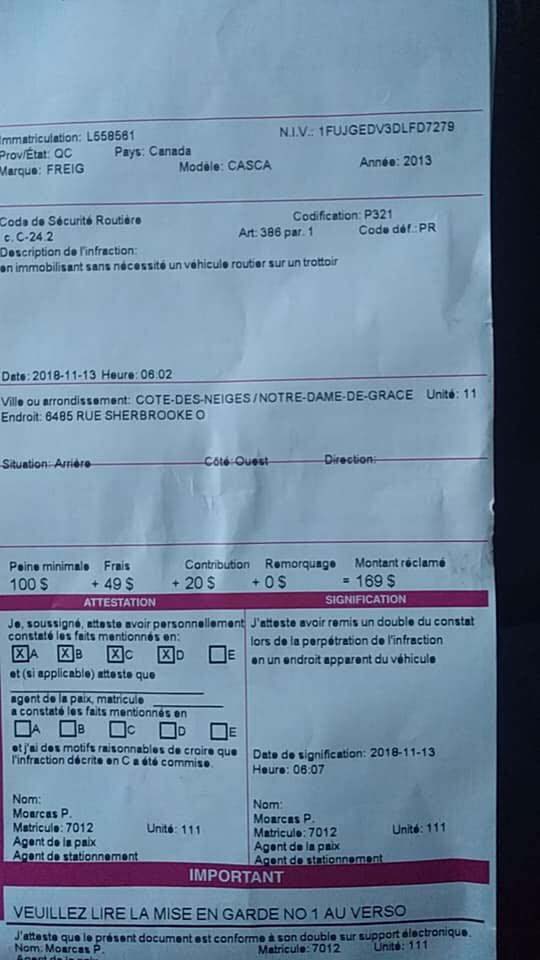 Immatriculation: L558561 N.I.V.: 1FUJGEDV3DLFD7279
Prov/État: QC Pays: Canada
Marque: FREIG Modèle: CASCA Année: 2013
Code de Sécurité Routière Codification: P321
c. C-24.2 Art: 386 par. 1 Code déf.: PR
Description de l'infraction:
en immobilisant sans nécessité un véhicule routier sur un trottoir
Date: 2018-11-13 Heure: 06:02
Ville ou arrondissement: COTE-DES-NEIGES / NOTRE-DAME-DE-GRACE Unité: 11
Endroit: 6485 RUE SHERBROOKE O
Situation: Arrière Côté: Ouest Direction:
Peine minimale Frais Contribution Remorquage Montant réclamé
100 $ + 49 $ + 20 $ + 0 $ = 169 $
ATTESTATION
Je, soussigné, atteste avoir personnellement
constaté les faits mentionnés en:
X A X B X C X D E
et (si applicable) atteste que
agent de la paix, matricule
a constaté les faits mentionnés en
A B C D E
et j'ai des motifs raisonnables de croire que
l'infraction décrite en C a été commise.
Nom:
Moarcas P.
Matricule: 7012 Unité: 111
Agent de la paix
Agent de stationnement
SIGNIFICATION
J'atteste avoir remis un double du constat
lors de la perpétration de l'infraction
en un endroit apparent du véhicule
Date de signification: 2018-11-13
Heure: 06:07
Nom:
Moarcas P.
Matricule: 7012 Unité: 111
Agent de la paix
Agent de stationnement
IMPORTANT
VEUILLEZ LIRE LA MISE EN GARDE NO 1 AU VERSO
J'atteste que le présent document est conforme à son double sur support électronique.
Nom: Moarcas P. Matricule: 7012 Unité: 111
Agent de la paix